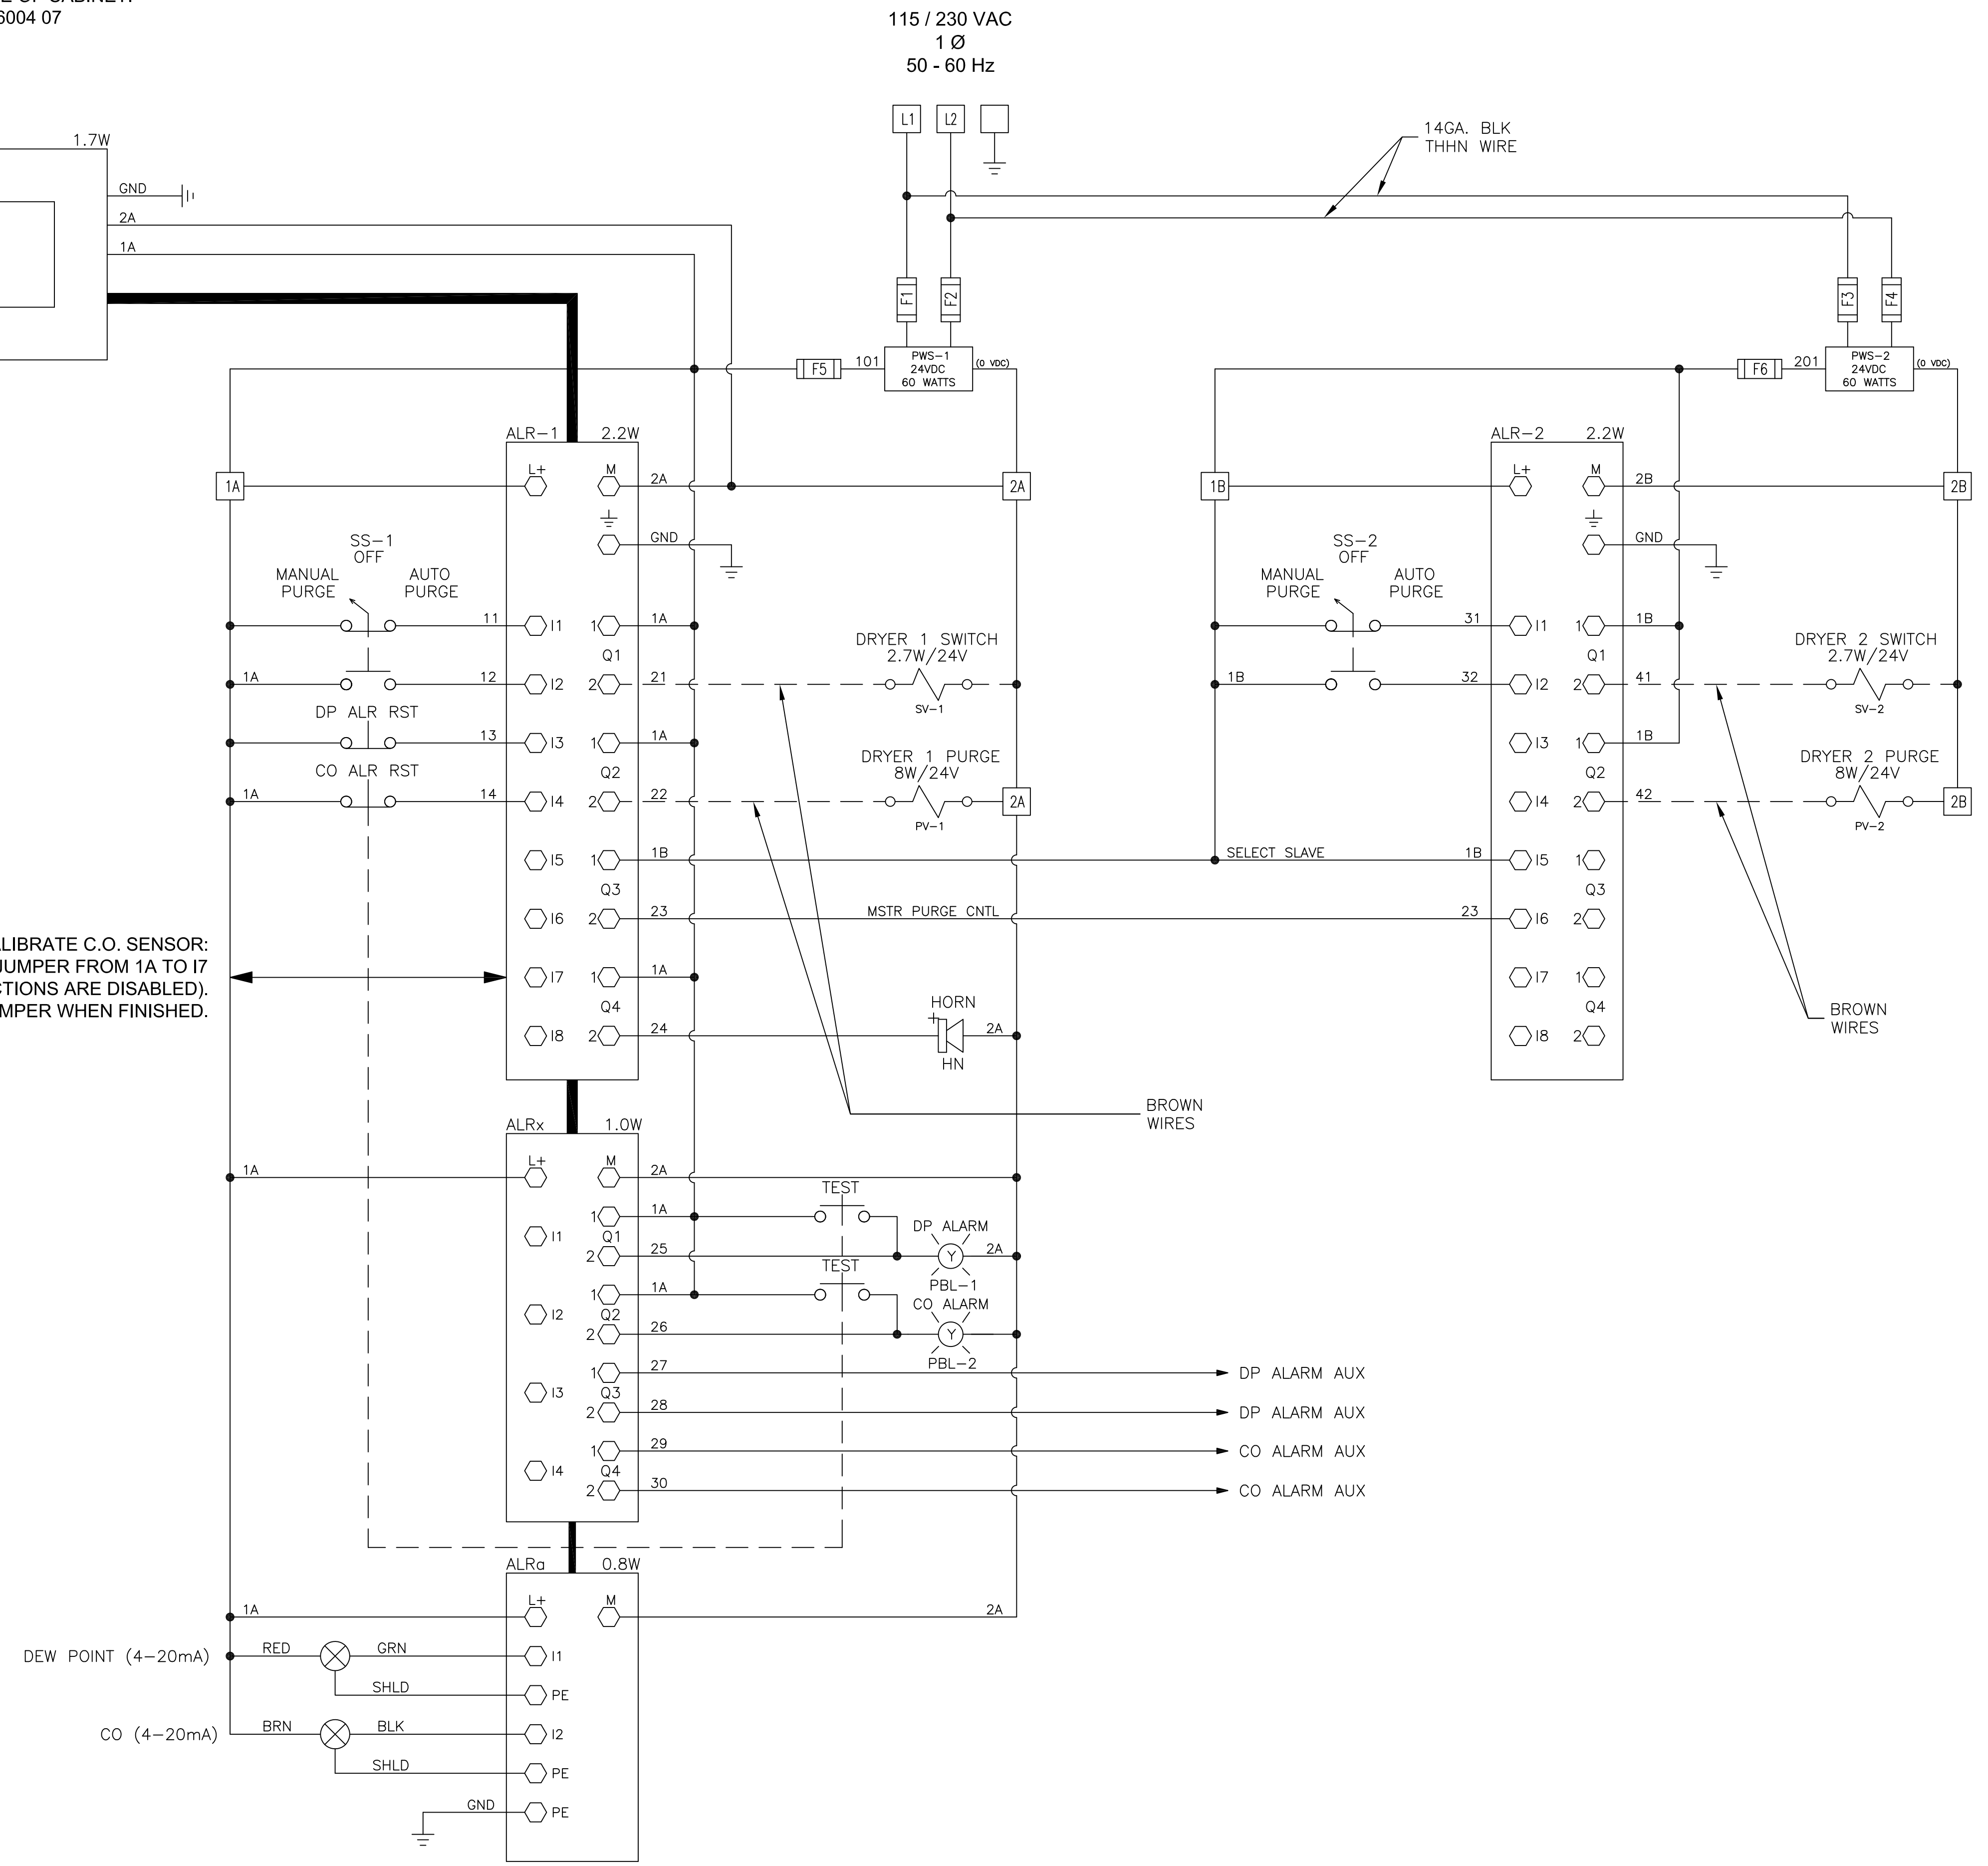 E OF CABINET.
6004 07
115 / 230 VAC
1 Ø
50 - 60 Hz
L1
L2
14GA. BLK
THHN WIRE
1.7W
GND
2A
1A
F1
F2
F3
F4
F5
101
PWS-1
24VDC
60 WATTS
(0 VDC)
F6
201
PWS-2
24VDC
60 WATTS
(0 VDC)
ALR-1
2.2W
L+
M
1A
2A
2A
GND
SS-1
OFF
MANUAL
PURGE
AUTO
PURGE
11
I1
1
1A
Q1
1A
12
I2
2
21
DRYER 1 SWITCH
2.7W/24V
SV-1
DP ALR RST
13
I3
1
1A
CO ALR RST
Q2
1A
14
I4
2
22
DRYER 1 PURGE
8W/24V
PV-1
2A
I5
1
1B
SELECT SLAVE
1B
Q3
I6
2
23
MSTR PURGE CNTL
23
I7
1
1A
Q4
I8
2
24
HORN
+
HN
2A
ALIBRATE C.O. SENSOR:
JUMPER FROM 1A TO I7
CTIONS ARE DISABLED).
MPER WHEN FINISHED.
BROWN
WIRES
ALR-2
2.2W
L+
M
1B
2B
2B
GND
SS-2
OFF
MANUAL
PURGE
AUTO
PURGE
31
I1
1
1B
Q1
1B
32
I2
2
41
DRYER 2 SWITCH
2.7W/24V
SV-2
I3
1
1B
Q2
I4
2
42
DRYER 2 PURGE
8W/24V
PV-2
2B
I5
1
Q3
I6
2
I7
1
Q4
I8
2
BROWN
WIRES
ALRx
1.0W
L+
M
1A
2A
1
1A
TEST
I1
Q1
2
25
DP ALARM
Y
2A
PBL-1
1
1A
TEST
I2
Q2
2
26
CO ALARM
Y
PBL-2
1
27
DP ALARM AUX
I3
Q3
2
28
DP ALARM AUX
1
29
CO ALARM AUX
I4
Q4
2
30
CO ALARM AUX
ALRa
0.8W
L+
M
1A
2A
DEW POINT (4-20mA)
RED
GRN
I1
SHLD
PE
CO (4-20mA)
BRN
BLK
I2
SHLD
PE
GND
PE